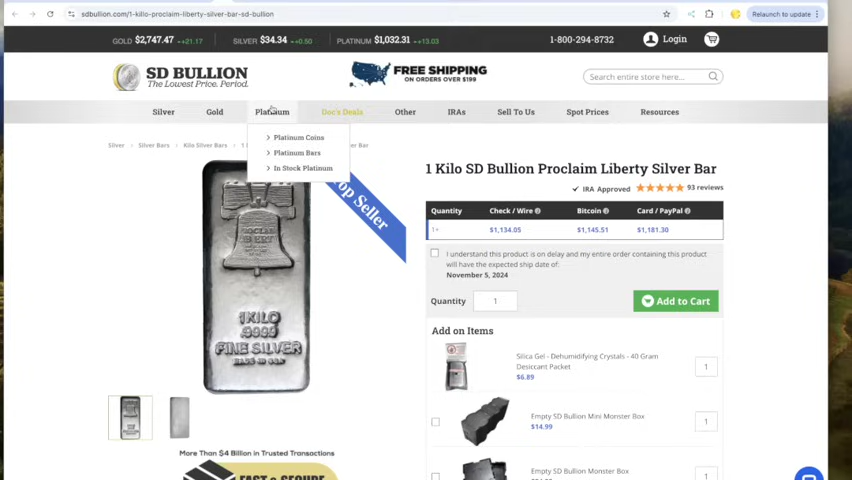 sdbullion.com/1-kilo-proclaim-liberty-silver-bar-sd-bullion
Relaunch to update
GOLD $2,747.47 +21.17 SILVER $34.34 +0.50 PLATINUM $1,032.31 +13.03
1-800-294-8732 Login
SD BULLION
The Lowest Price. Period.
FREE SHIPPING
ON ORDERS OVER $199
Search entire store here...
Silver Gold Platinum Doc's Deals Other IRAs Sell To Us Spot Prices Resources
Platinum Coins
Platinum Bars
In Stock Platinum
Silver Silver Bars Kilo Silver Bars
Bar
Top Seller
1 KILO
.9999
FINE SILVER
1 Kilo SD Bullion Proclaim Liberty Silver Bar
IRA Approved 93 reviews
Quantity Check / Wire Bitcoin Card / PayPal
1+ $1,134.05 $1,145.51 $1,181.30
I understand this product is on delay and my entire order containing this product
will have the expected ship date of:
November 5, 2024
Quantity 1 Add to Cart
Add on Items
Silica Gel - Dehumidifying Crystals - 40 Gram
Desiccant Packet
$6.89
1
Empty SD Bullion Mini Monster Box
$14.99
1
Empty SD Bullion Monster Box
1
More Than $4 Billion in Trusted Transactions
FAST & SECURE